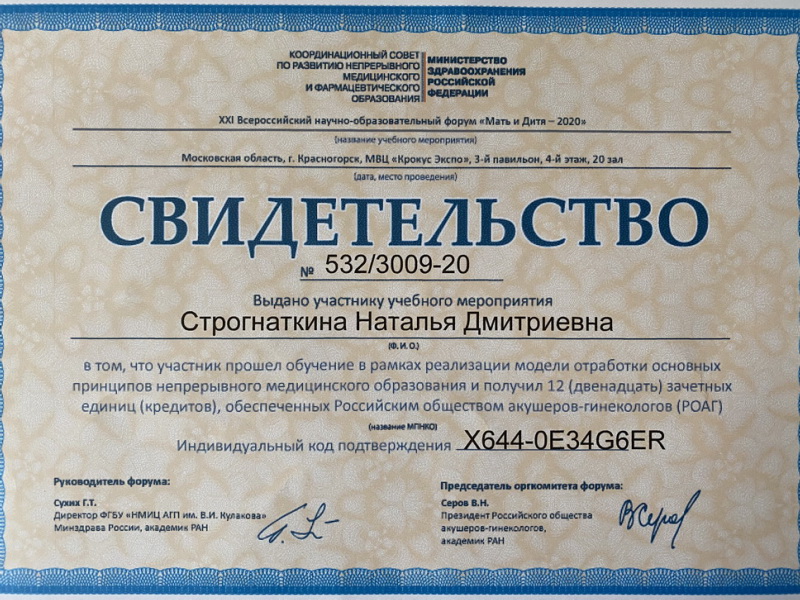 КООРДИНАЦИОННЫЙ СОВЕТ
ПО РАЗВИТИЮ НЕПРЕРЫВНОГО
МЕДИЦИНСКОГО
И ФАРМАЦЕВТИЧЕСКОГО
ОБРАЗОВАНИЯ
МИНИСТЕРСТВО
ЗДРАВООХРАНЕНИЯ
РОССИЙСКОЙ
ФЕДЕРАЦИИ
XXI Всероссийский научно-образовательный форум «Мать и Дитя – 2020»
(название учебного мероприятия)
Московская область, г. Красногорск, МВЦ «Крокус Экспо», 3-й павильон, 4-й этаж, 20 зал
(дата, место проведения)
СВИДЕТЕЛЬСТВО
№ 532/3009-20
Выдано участнику учебного мероприятия
Строгнаткина Наталья Дмитриевна
(Ф.И.О.)
в том, что участник прошел обучение в рамках реализации модели отработки основных
принципов непрерывного медицинского образования и получил 12 (двенадцать) зачетных
единиц (кредитов), обеспеченных Российским обществом акушеров-гинекологов (РОАГ)
(название МПНКО)
Индивидуальный код подтверждения X644-0E34G6ER
Руководитель форума:
Сухих Г.Т.
Директор ФГБУ «НМИЦ АГП им. В.И. Кулакова»
Минздрава России, академик РАН
Председатель оргкомитета форума:
Серов В.Н.
Президент Российского общества
акушеров-гинекологов,
академик РАН
ВСеров